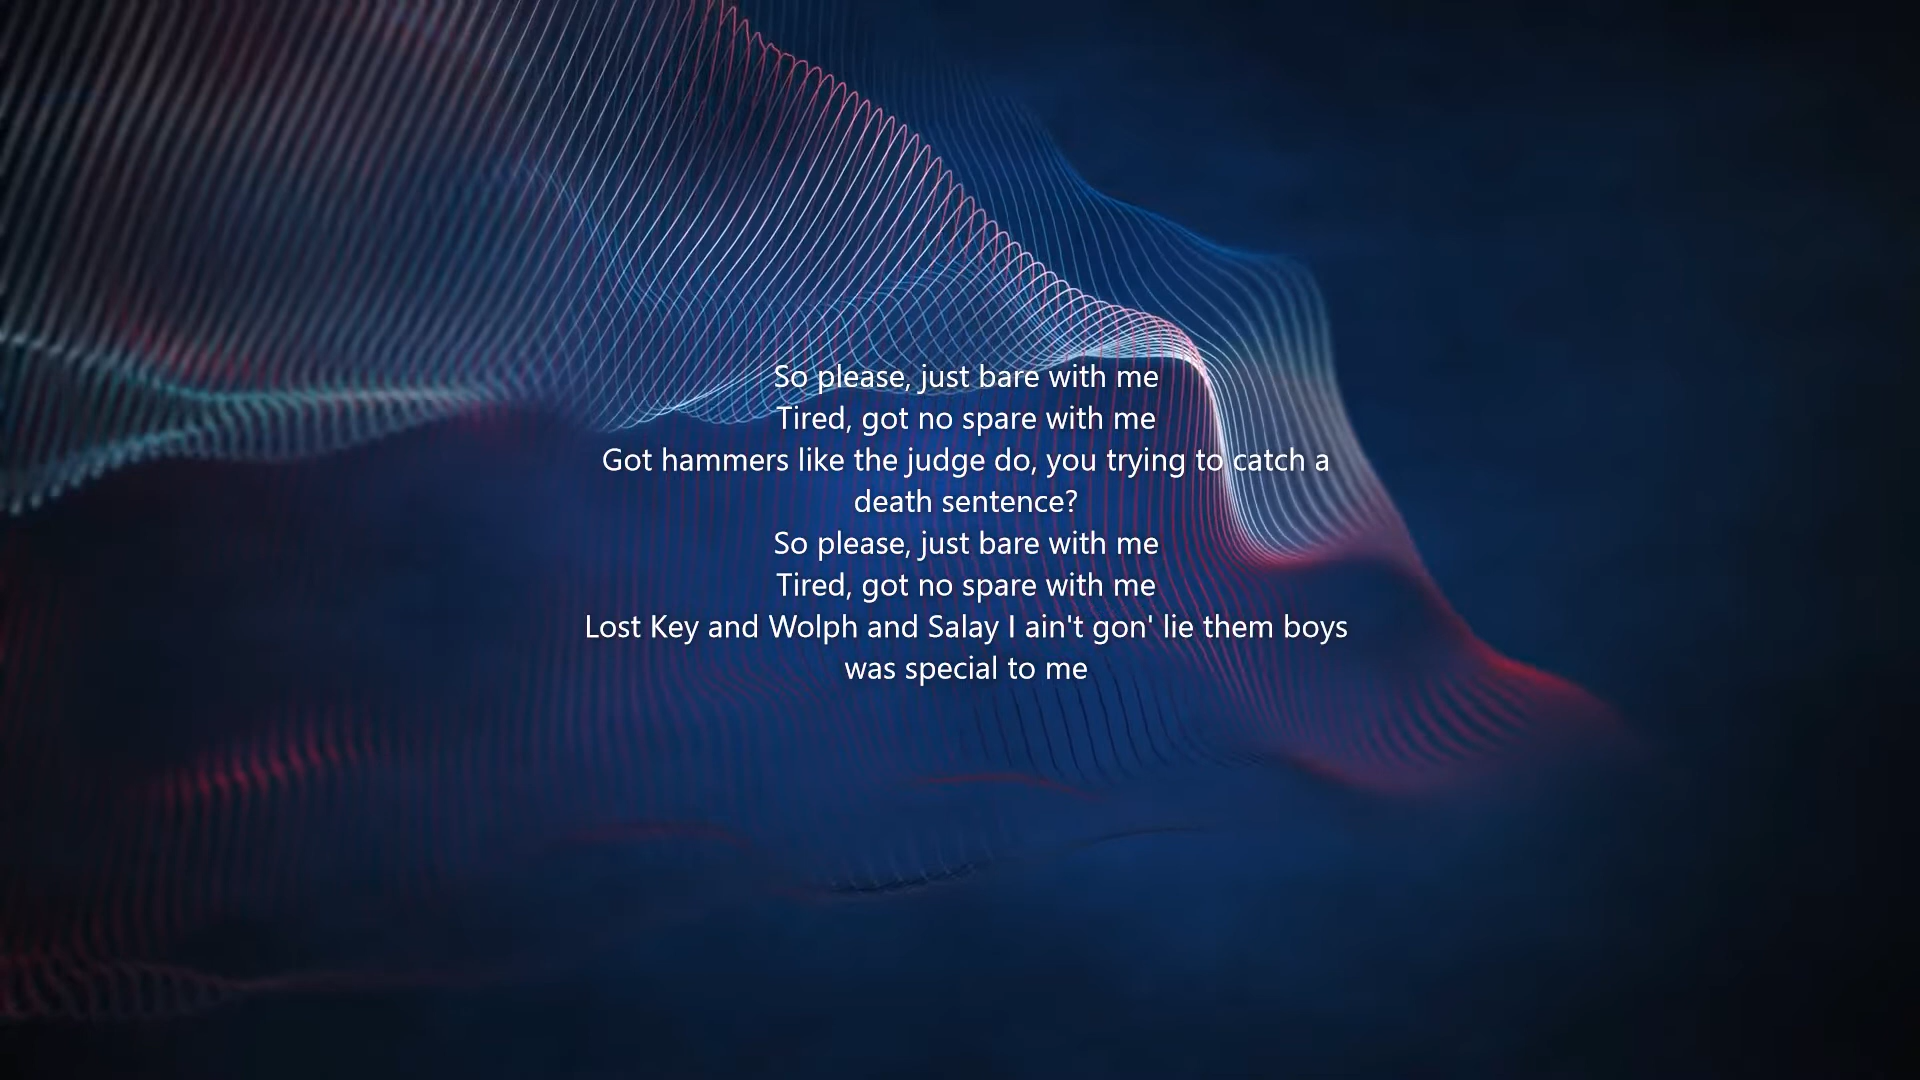 So please, just bare with me
Tired, got no spare with me
Got hammers like the judge do, you trying to catch a
death sentence?
So please, just bare with me
Tired, got no spare with me
Lost Key and Wolph and Salay I ain't gon' lie them boys
was special to me